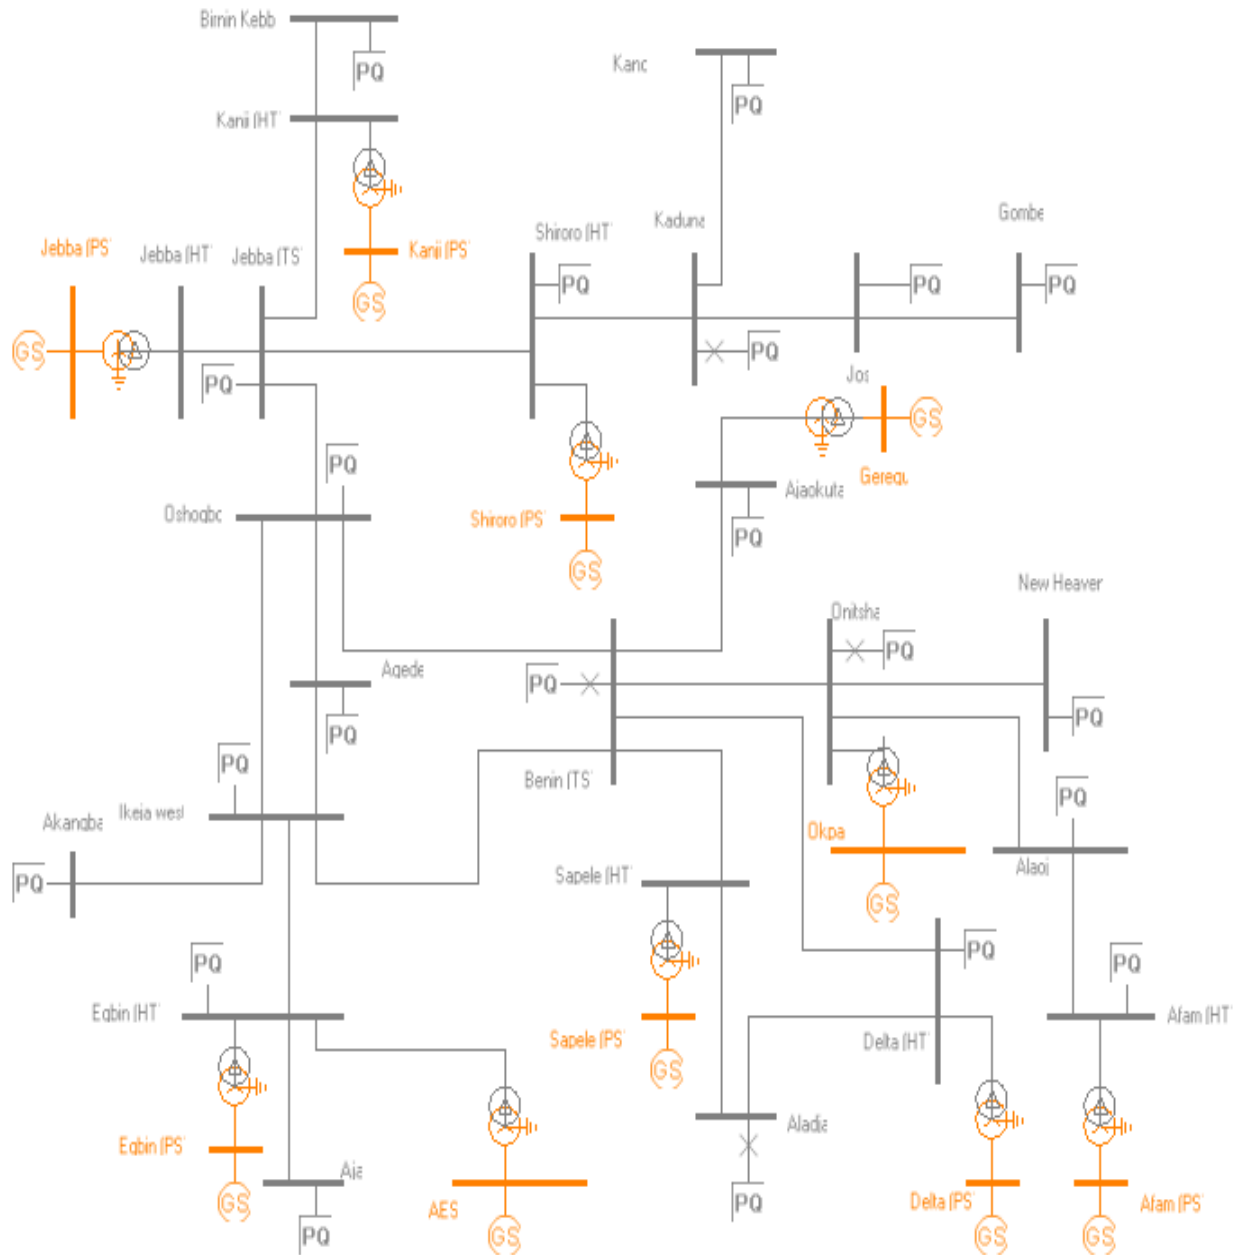 Birnin Kebb
PQ
Kano
PQ
Kanji (HT
Jebba (PS
Jebba (HT
Jebba (TS
Kanji (PS
GS
Shiroro (HT
PQ
Kaduna
Gombe
PQ
PQ
GS
PQ
PQ
Jos
GS
Geregu
PQ
Oshogbo
Shiroro (PS
GS
Ajaokuta
PQ
New Heaven
Onitsha
PQ
PQ
Agede
PQ
PQ
PQ
Benin (TS
Ikeja west
Akangba
PQ
Okpa
GS
PQ
Alaoj
Sapele (HT
PQ
PQ
PQ
Egbin (HT
Sapele (PS
GS
Delta (HT
Afam (HT
Egbin (PS
GS
Aja
PQ
AES
GS
Aladja
PQ
Delta (PS
GS
Afam (PS
GS